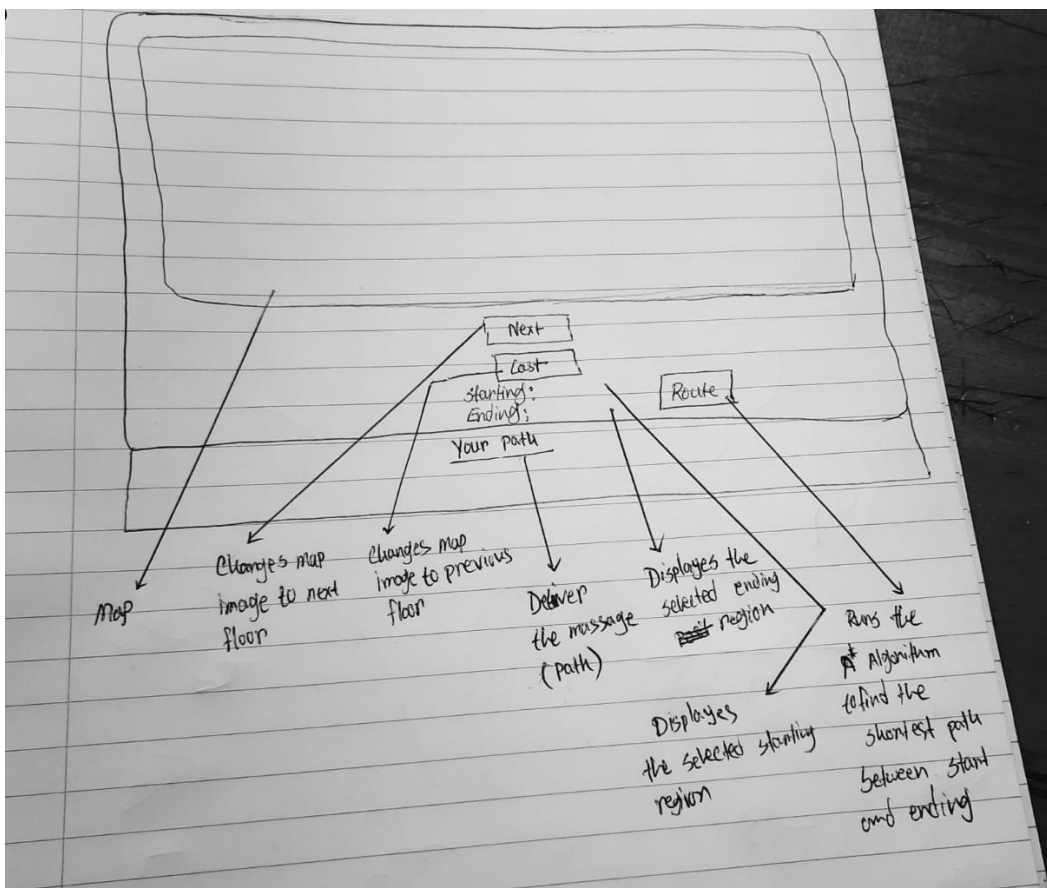 Next
Last
Starting:
Ending:
Route
Your path
Map
Changes map
image to next
floor
Changes map
image to previous
floor
Deliver
the massage
(path)
Displayes the
selected ending
region
Displayes
the selected starting
region
Runs the
A* Algorithm
to find the
shortest path
between start
and ending